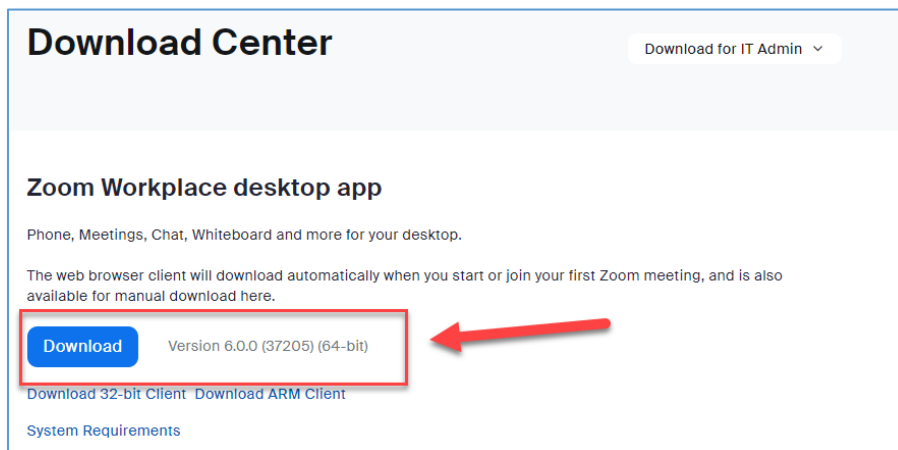 Download Center
Download for IT Admin
Zoom Workplace desktop app
Phone, Meetings, Chat, Whiteboard and more for your desktop.
The web browser client will download automatically when you start or join your first Zoom meeting, and is also
available for manual download here.
Download Version 6.0.0 (37205) (64-bit)
Download 32-bit Client Download ARM Client
System Requirements